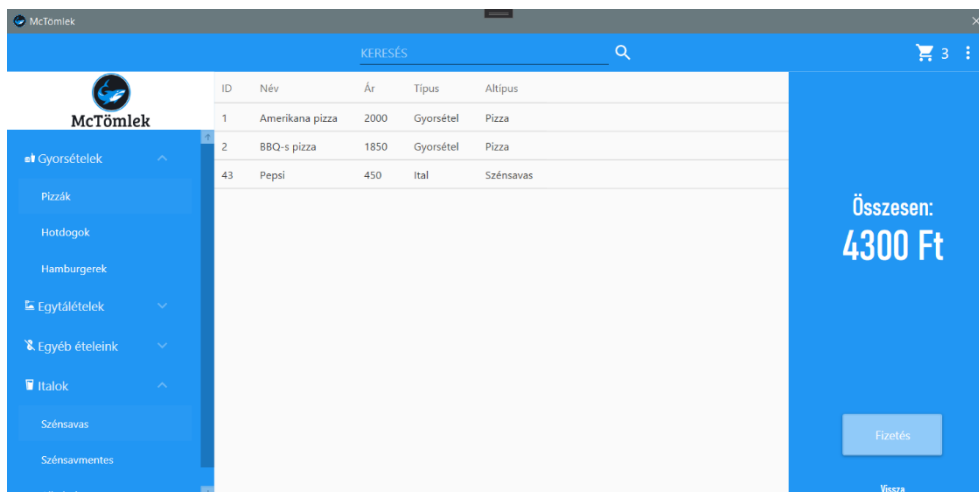 McTömlek
KERESÉS
3
McTömlek
Gyorsételek
Pizzák
Hotdogok
Hamburgerek
Egytálételek
Egyéb ételeink
Italok
Szénsavas
Szénsavmentes
ID Név Ár Típus Altípus
1 Amerikana pizza 2000 Gyorsétel Pizza
2 BBQ-s pizza 1850 Gyorsétel Pizza
43 Pepsi 450 Ital Szénsavas
Összesen:
4300 Ft
Fizetés
Vissza